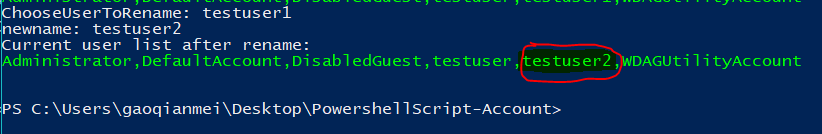 Administrator,DefaultAccount,DisabledGuest,testuser,testuser1,WDAGUtilityAccount
ChooseUserToRename: testuser1
newname: testuser2
Current user list after rename:
Administrator,DefaultAccount,DisabledGuest,testuser,testuser2,WDAGUtilityAccount
PS C:\Users\gaoqianmei\Desktop\PowershellScript-Account>